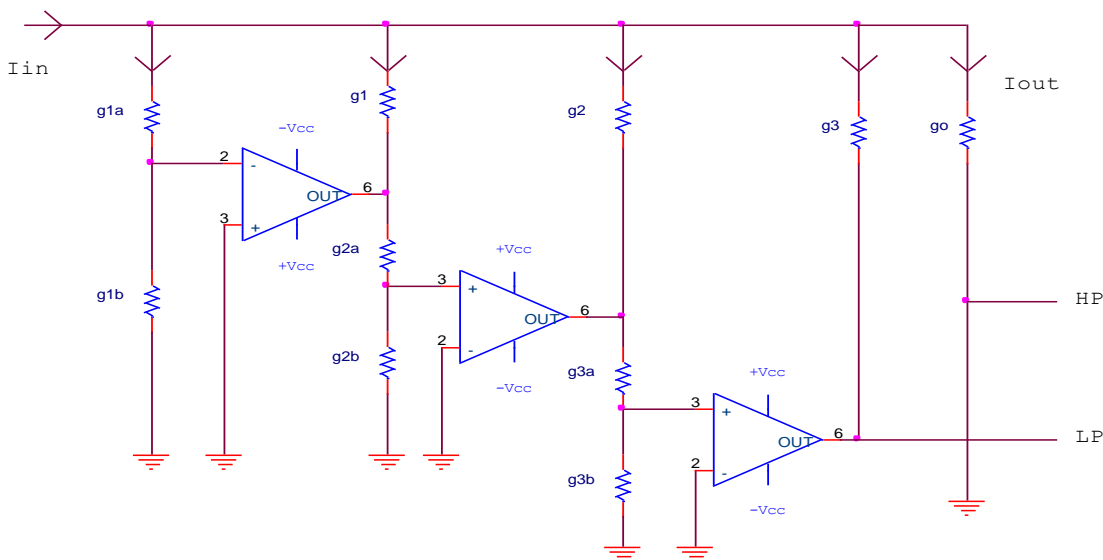 Iin
Iout
g1a
g1
g2
g3
go
-Vcc
2
-
6
OUT
3
+
+Vcc
g2a
+Vcc
g1b
3
+
6
OUT
HP
2
-
g2b
-Vcc
g3a
+Vcc
3
+
6
OUT
LP
2
-
g3b
-Vcc